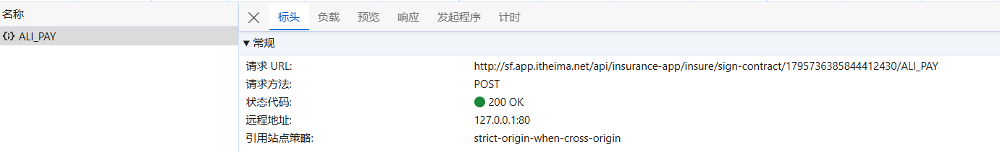 名称
ALI_PAY
标头 负载 预览 响应 发起程序 计时
常规
请求 URL: http://sf.app.itheima.net/api/insurance-app/insure/sign-contract/1795736385844412430/ALI_PAY
请求方法: POST
状态代码: 200 OK
远程地址: 127.0.0.1:80
引用站点策略: strict-origin-when-cross-origin